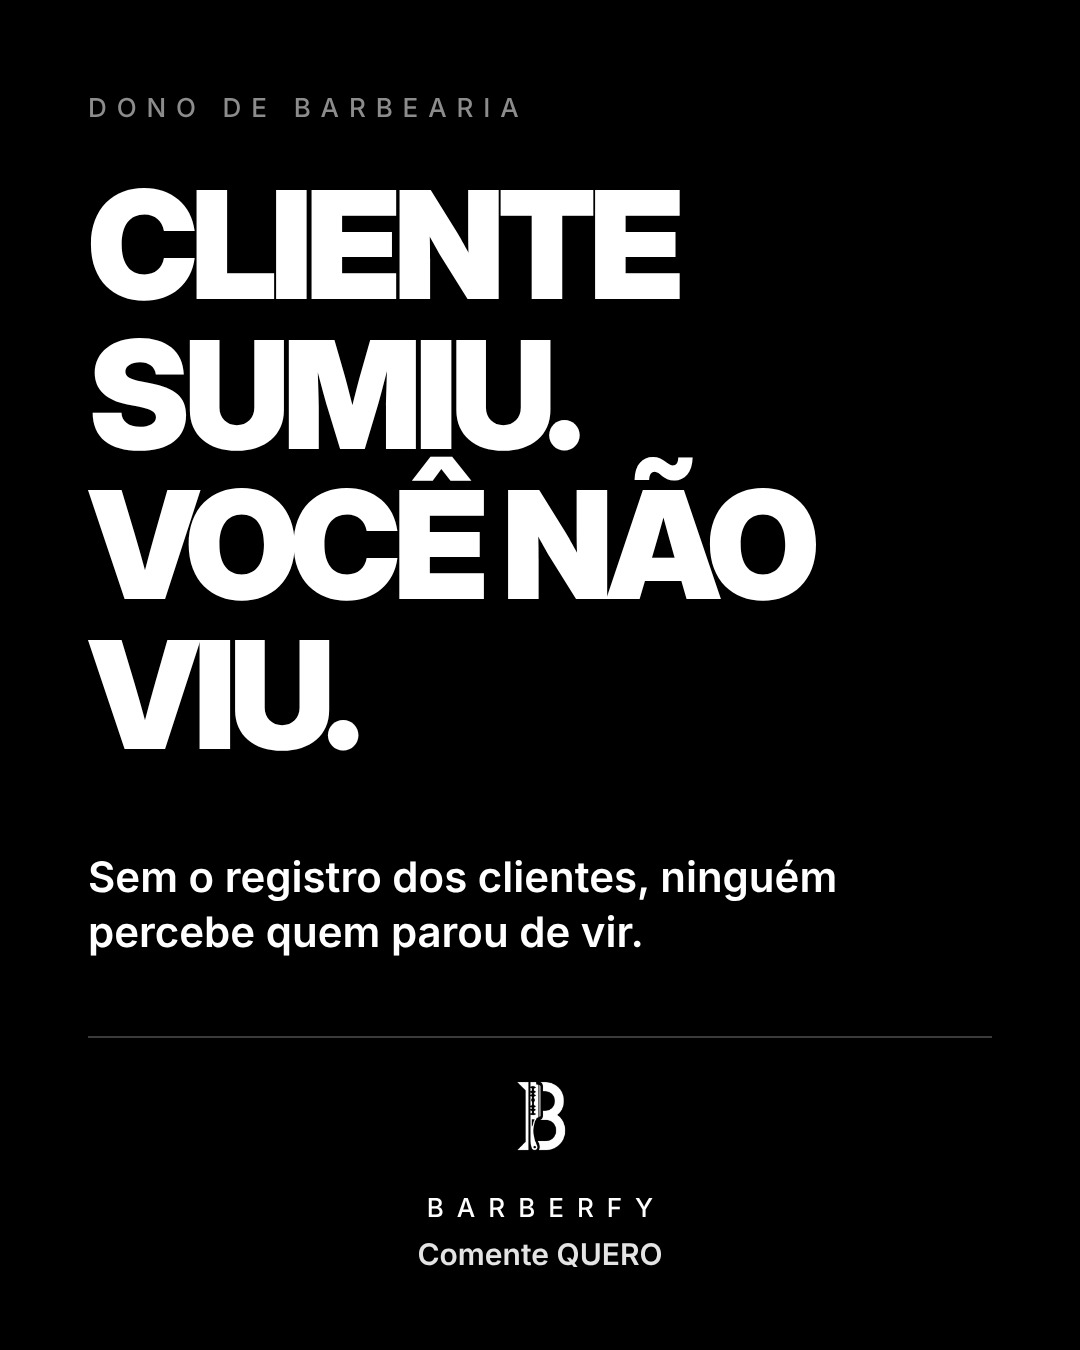 DONO DE BARBEARIA
CLIENTE
SUMIU.
VOCÊ NÃO
VIU.
Sem o registro dos clientes, ninguém
percebe quem parou de vir.
B
BARBERFY
Comente QUERO